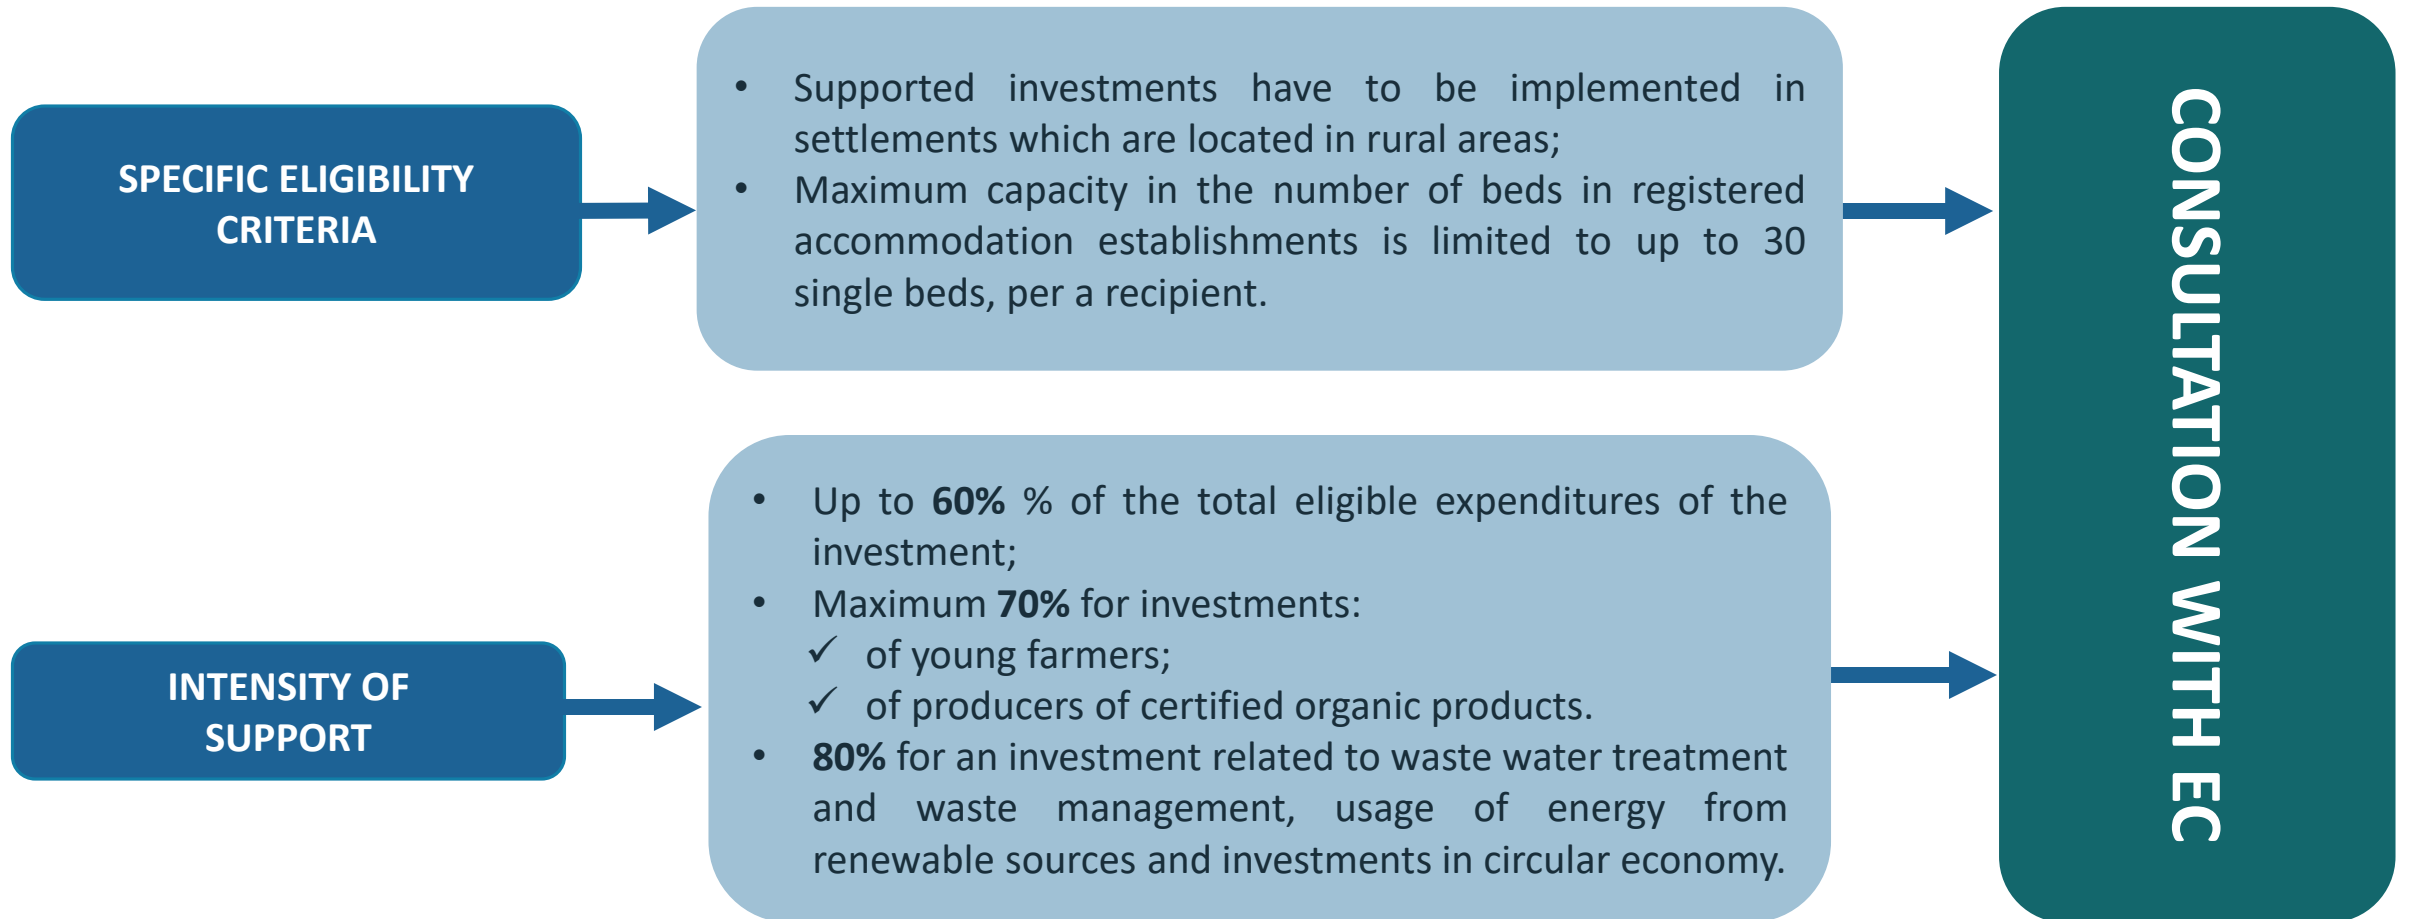 SPECIFIC ELIGIBILITY
CRITERIA
• Supported investments have to be implemented in
settlements which are located in rural areas;
• Maximum capacity in the number of beds in registered
accommodation establishments is limited to up to 30
single beds, per a recipient.
INTENSITY OF
SUPPORT
• Up to 60% % of the total eligible expenditures of the
investment;
• Maximum 70% for investments:
✓ of young farmers;
✓ of producers of certified organic products.
• 80% for an investment related to waste water treatment
and waste management, usage of energy from
renewable sources and investments in circular economy.
CONSULTATION WITH EC